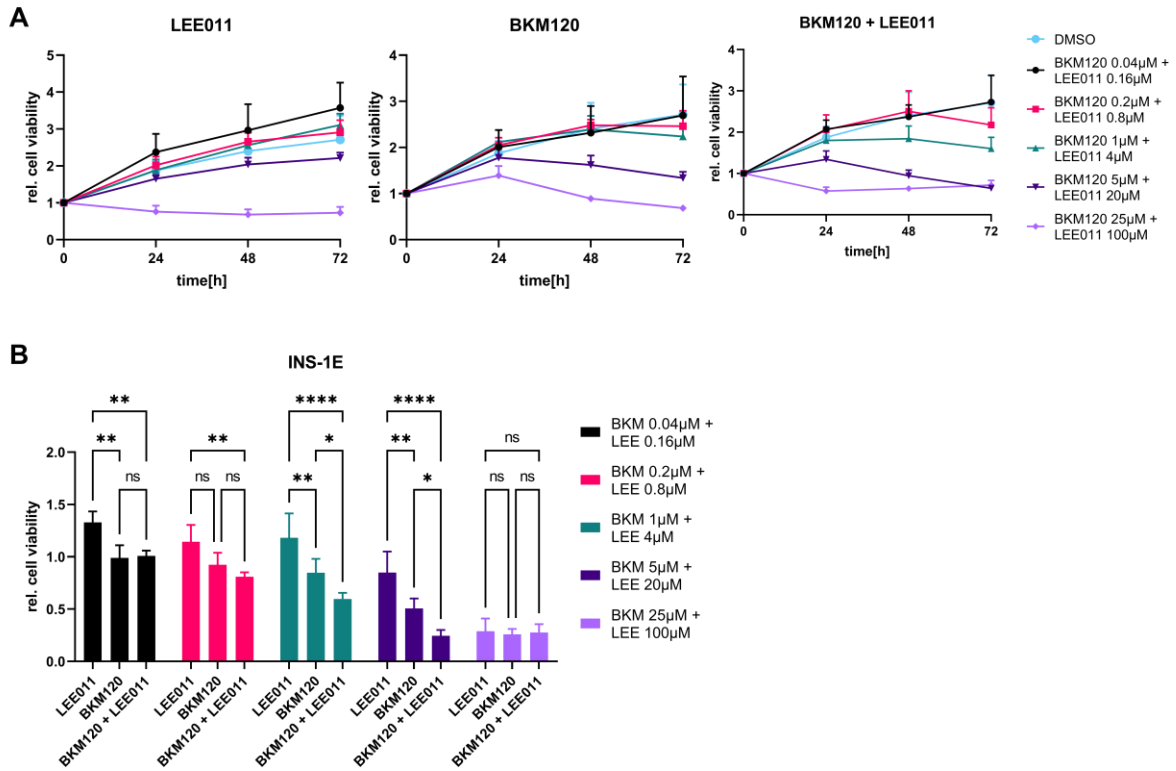 A
LEE011
BKM120
BKM120 + LEE011
rel. cell viability
5
4
3
2
1
0
0
24
48
72
time[h]
rel. cell viability
4
3
2
1
0
0
24
48
72
time[h]
rel. cell viability
4
3
2
1
0
0
24
48
72
time[h]
DMSO
BKM120 0.04µM +
LEE011 0.16µM
BKM120 0.2µM +
LEE011 0.8µM
BKM120 1µM +
LEE011 4µM
BKM120 5µM +
LEE011 20µM
BKM120 25µM +
LEE011 100µM
B
INS-1E
rel. cell viability
2.0
1.5
1.0
0.5
0.0
**
**
ns
**
ns
ns
****
*
**
****
**
*
ns
ns
ns
LEE011
BKM120
BKM120 + LEE011
LEE011
BKM120
BKM120 + LEE011
LEE011
BKM120
BKM120 + LEE011
LEE011
BKM120
BKM120 + LEE011
LEE011
BKM120
BKM120 + LEE011
BKM 0.04µM +
LEE 0.16µM
BKM 0.2µM +
LEE 0.8µM
BKM 1µM +
LEE 4µM
BKM 5µM +
LEE 20µM
BKM 25µM +
LEE 100µM